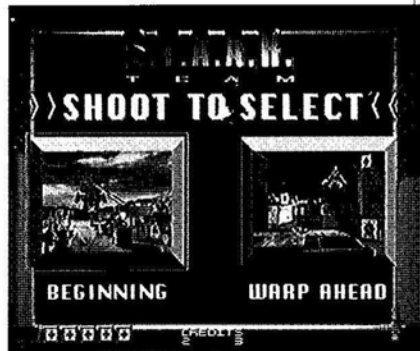 TEAM
>>SHOOT TO SELECT<<
BEGINNING WARP AHEAD
CREDITS